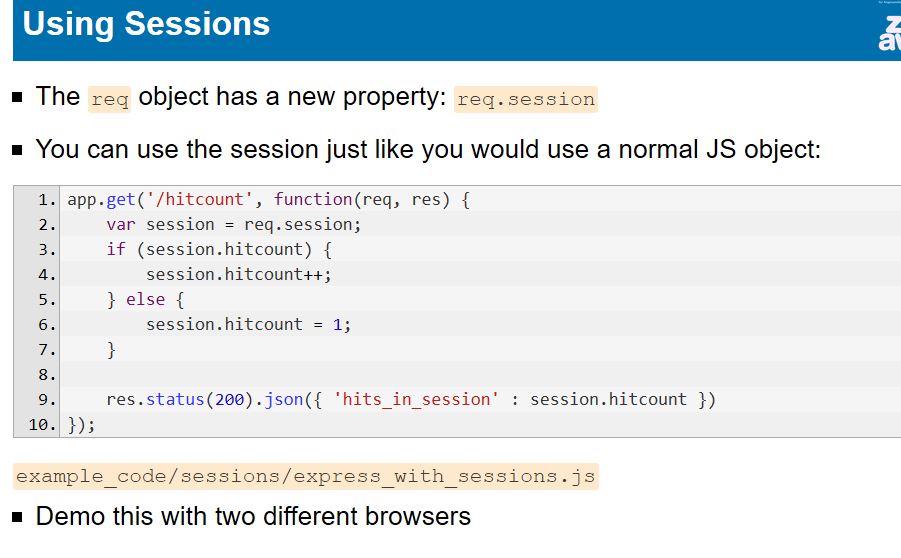 Using Sessions
The req object has a new property: req.session
You can use the session just like you would use a normal JS object:
1. app.get('/hitcount', function(req, res) {
2.     var session = req.session;
3.     if (session.hitcount) {
4.         session.hitcount++;
5.     } else {
6.         session.hitcount = 1;
7.     }
8.
9.     res.status(200).json({ 'hits_in_session' : session.hitcount })
10. });
example_code/sessions/express_with_sessions.js
Demo this with two different browsers